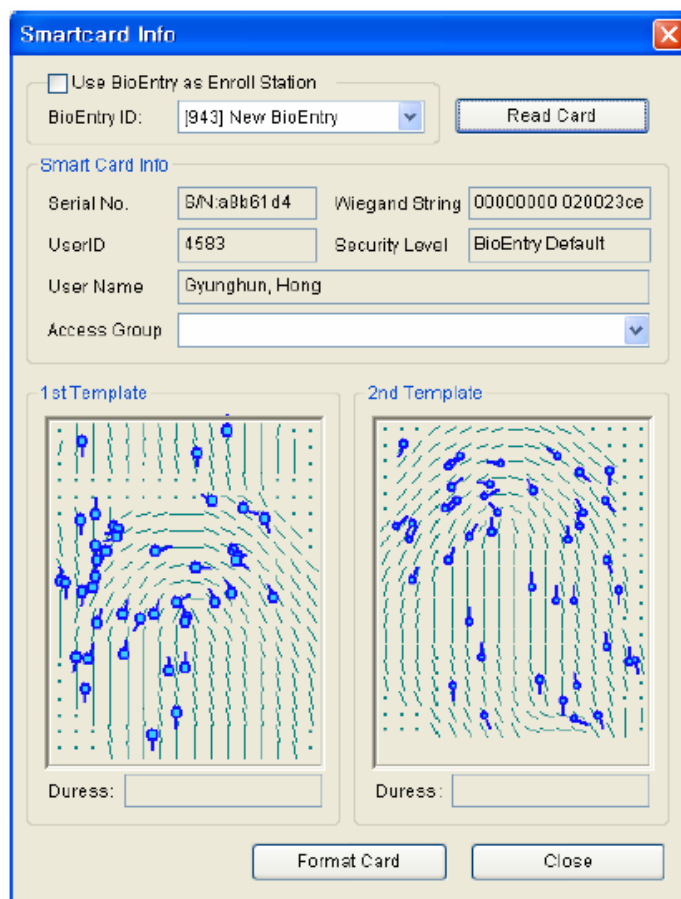 Smartcard Info
Use BioEntry as Enroll Station
BioEntry ID: [943] New BioEntry Read Card
Smart Card Info
Serial No. S/N:a8b61d4 Wiegand String 00000000 020023ce
UserID 4583 Security Level BioEntry Default
User Name Gyunghun, Hong
Access Group
1st Template 2nd Template
Duress: Duress:
Format Card Close